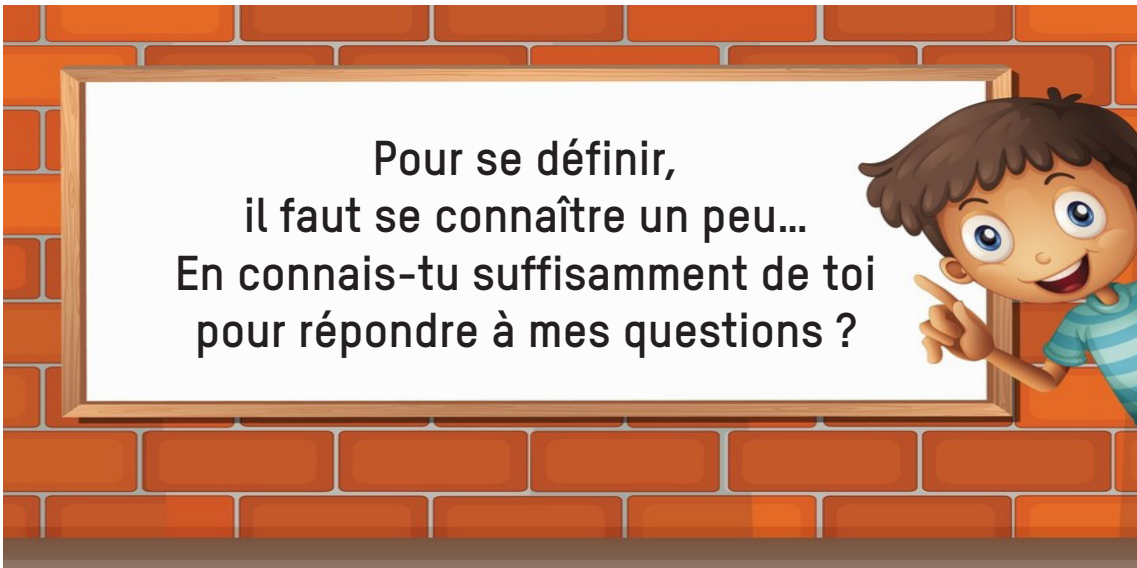 Pour se définir,
il faut se connaître un peu...
En connais-tu suffisamment de toi
pour répondre à mes questions ?